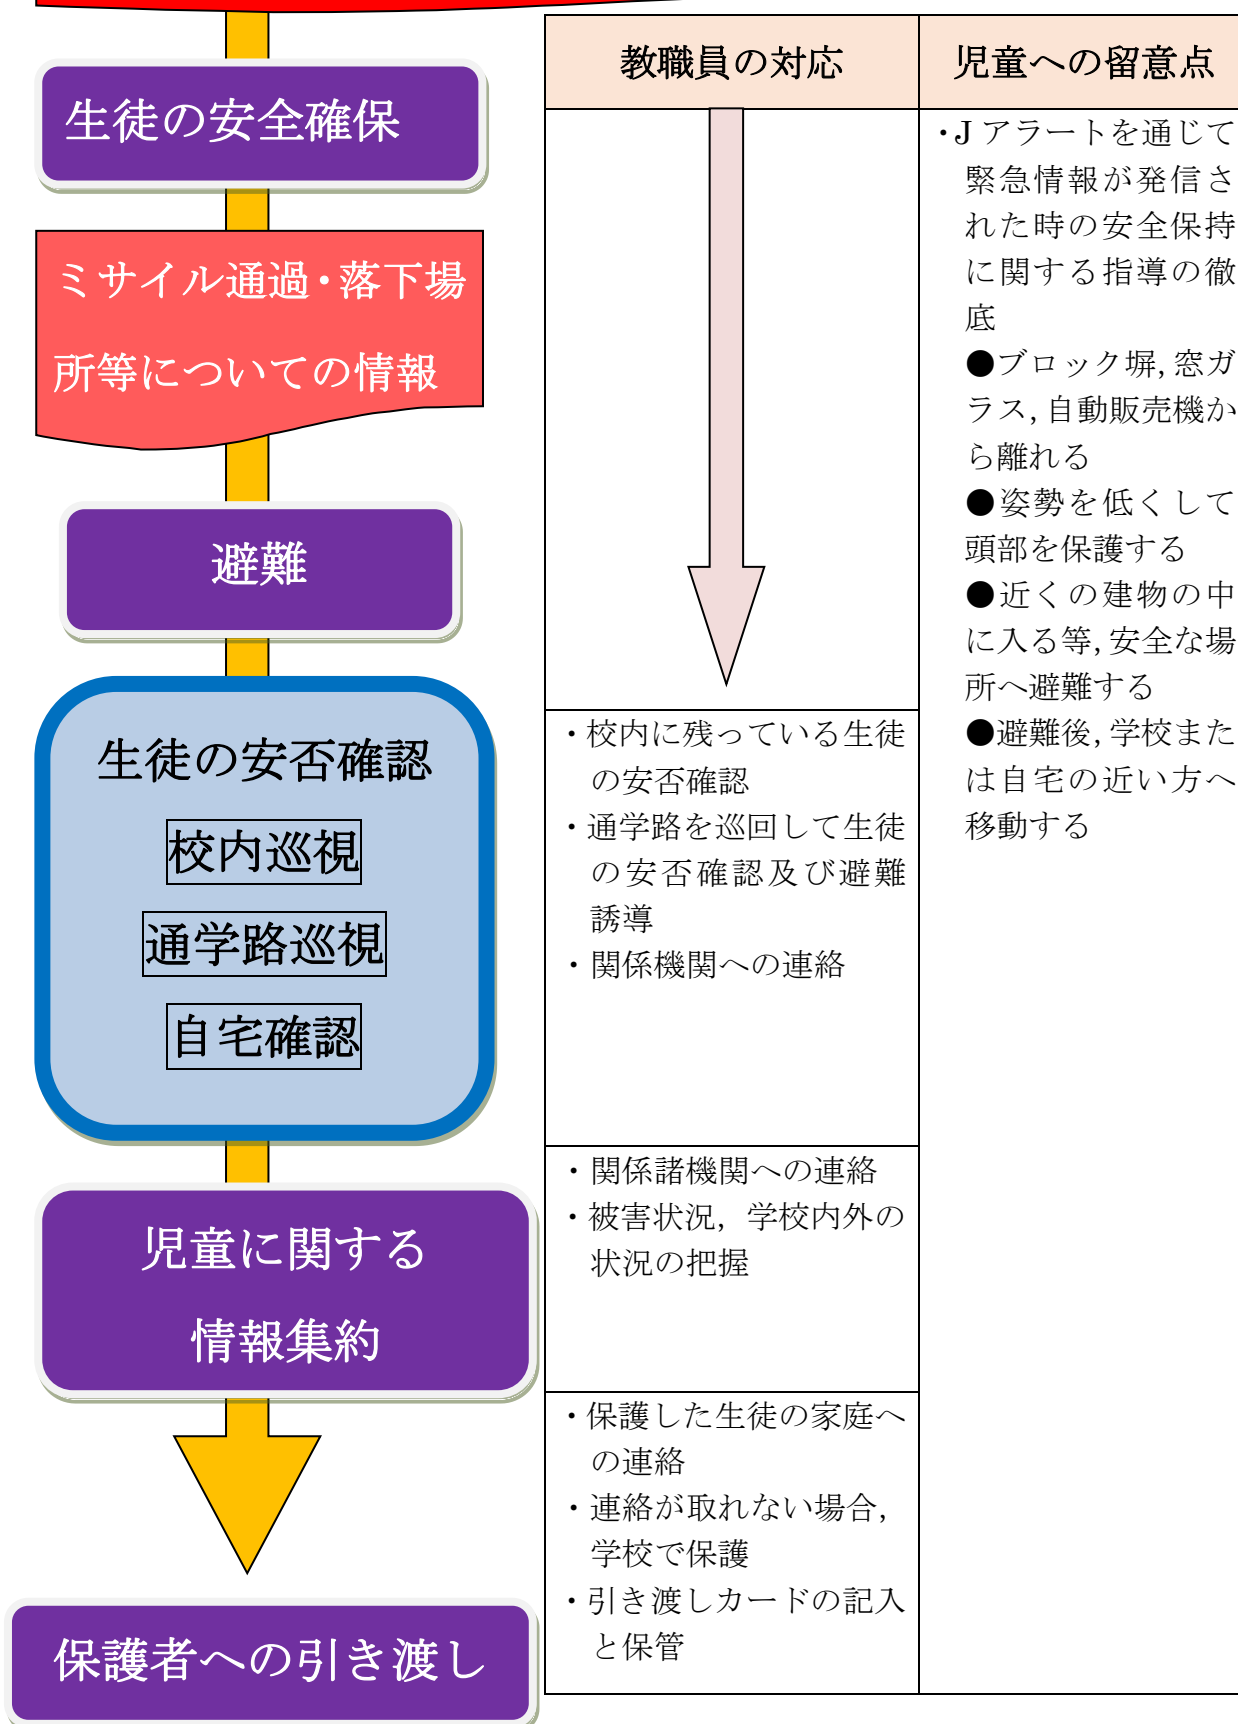 生徒の安全確保
ミサイル通過・落下場
所等についての情報
避難
生徒の安否確認
校内巡視
通学路巡視
自宅確認
児童に関する
情報集約
保護者への引き渡し
教職員の対応
・校内に残っている生徒
の安否確認
・通学路を巡回して生徒
の安否確認及び避難
誘導
・関係機関への連絡
・関係諸機関への連絡
・被害状況，学校内外の
状況の把握
・保護した生徒の家庭へ
の連絡
・連絡が取れない場合，
学校で保護
・引き渡しカードの記入
と保管
児童への留意点
・Jアラートを通じて
緊急情報が発信さ
れた時の安全保持
に関する指導の徹
底
●ブロック塀，窓ガ
ラス，自動販売機か
ら離れる
●姿勢を低くして
頭部を保護する
●近くの建物の中
に入る等，安全な場
所へ避難する
●避難後，学校また
は自宅の近い方へ
移動する